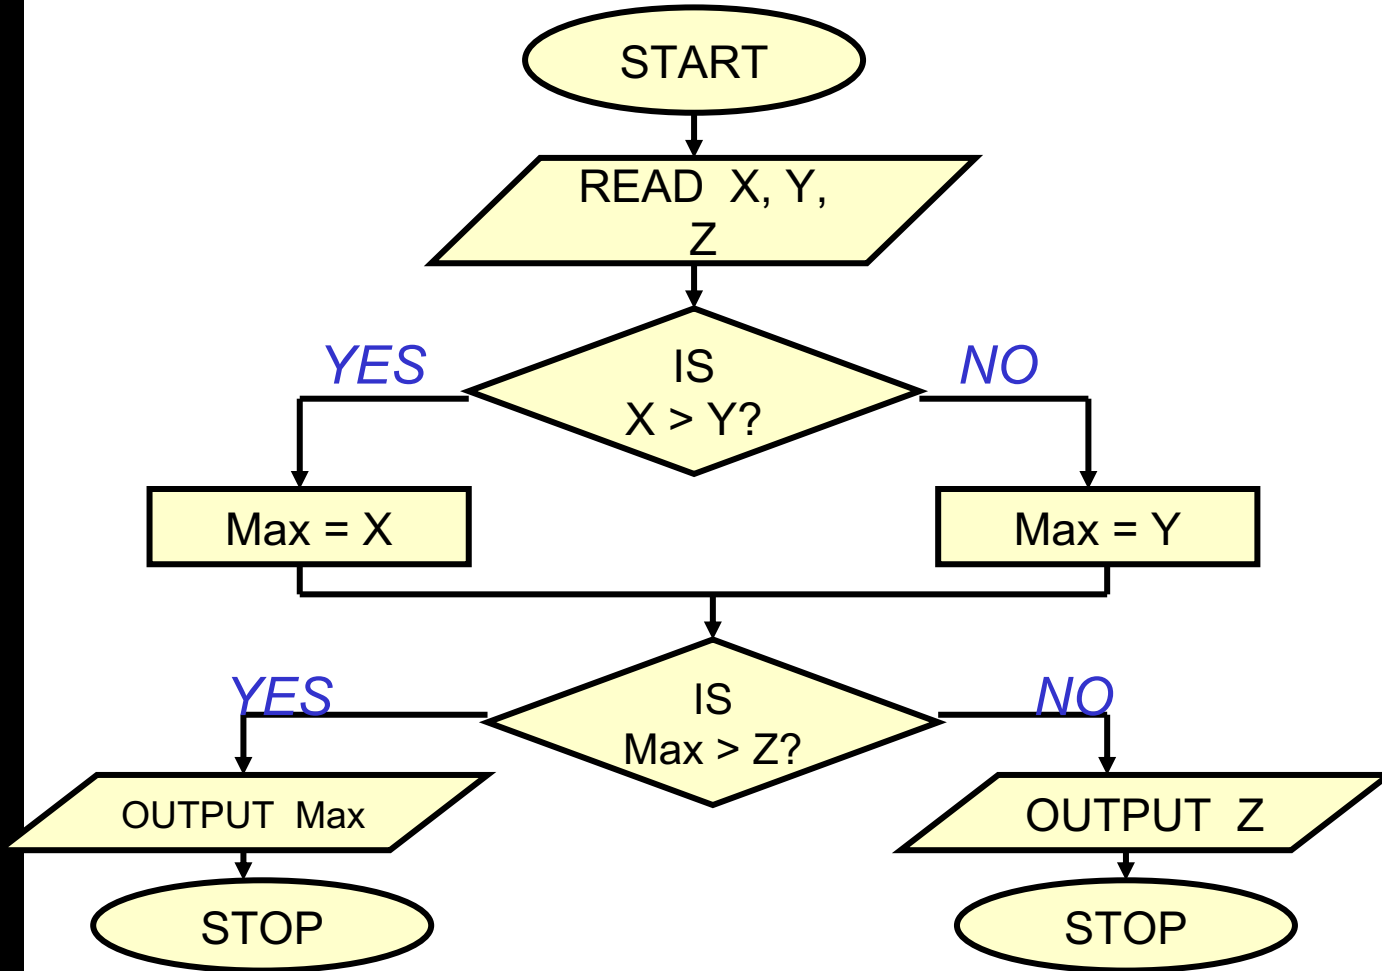 START
READ X, Y,
Z
YES
IS
X > Y?
NO
Max = X
Max = Y
YES
IS
Max > Z?
NO
OUTPUT Max
OUTPUT Z
STOP
STOP